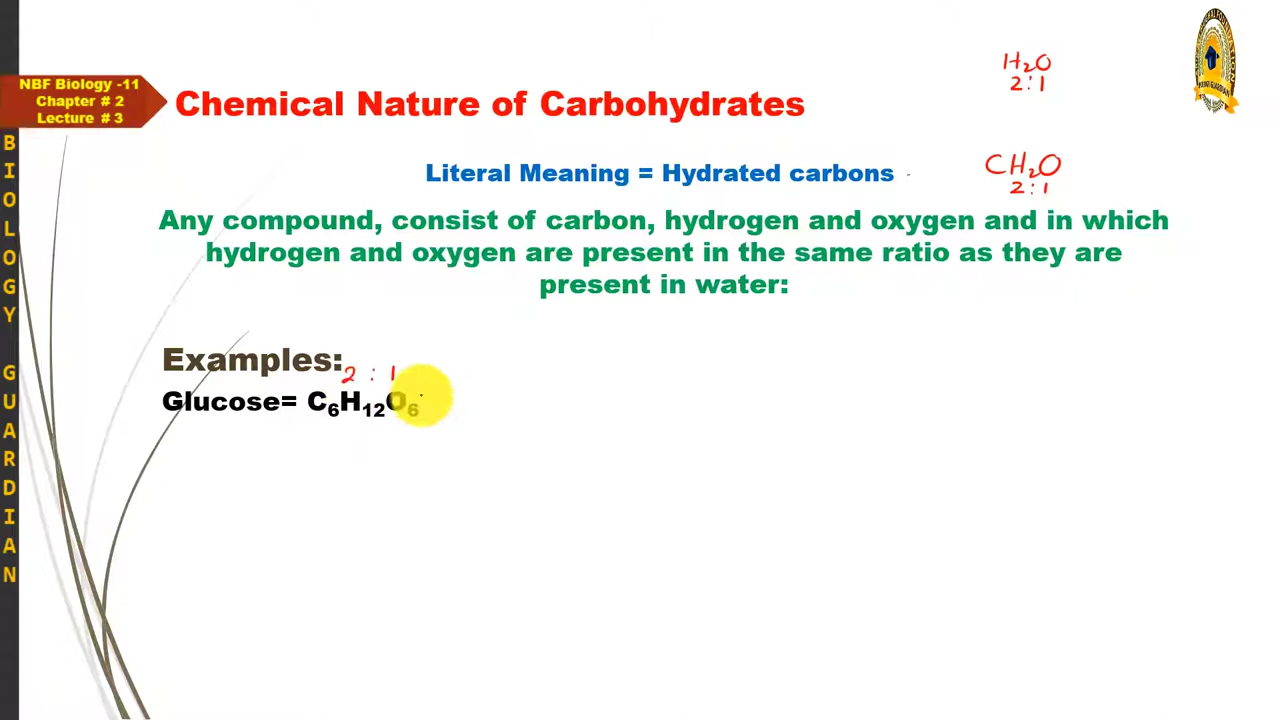 H₂O
2:1
NBF Biology -11
Chapter # 2
Lecture # 3
Chemical Nature of Carbohydrates
Literal Meaning = Hydrated carbons
CH₂O
2:1
Any compound, consist of carbon, hydrogen and oxygen and in which
hydrogen and oxygen are present in the same ratio as they are
present in water:
Examples:
2 : 1
Glucose= C₆H₁₂O₆
BIOLOGY GUARDIAN